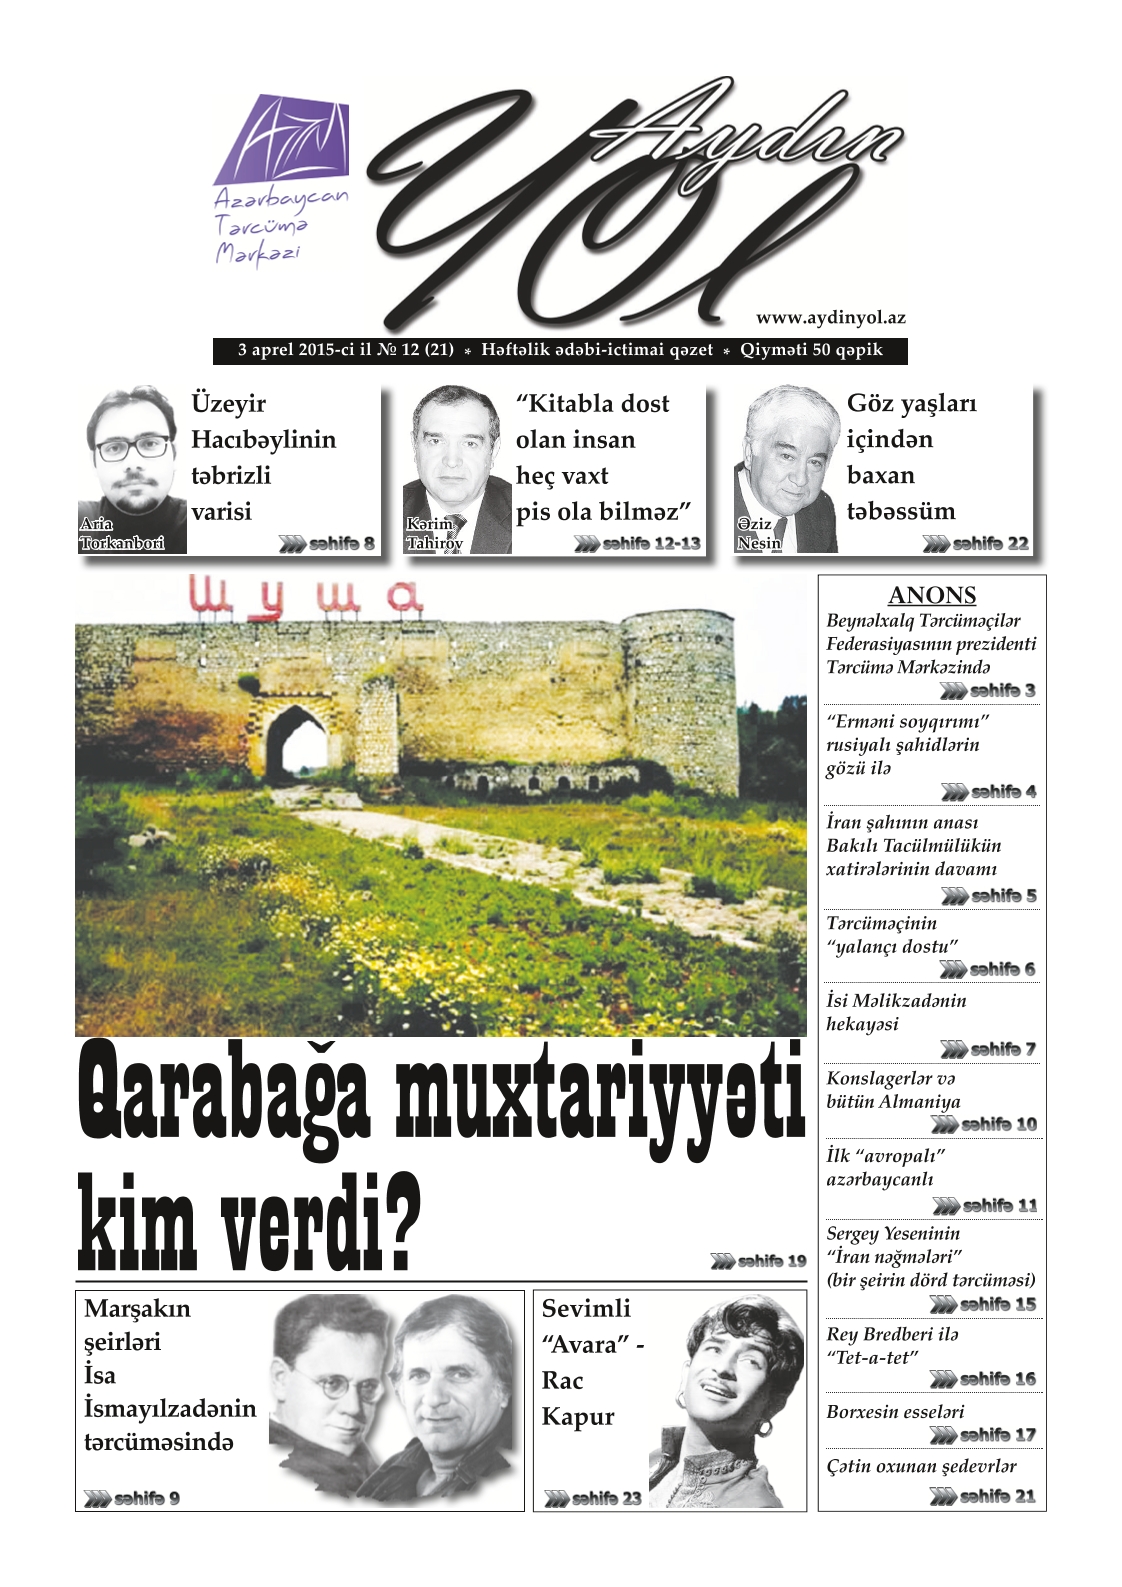 AzTM
Azərbaycan
Tərcümə
Mərkəzi
Aydın
Yol
www.aydinyol.az
3 aprel 2015-ci il № 12 (21) * Həftəlik ədəbi-ictimai qəzet * Qiyməti 50 qəpik
Üzeyir
Hacıbəylinin
təbrizli
varisi
Aria
Torkanbori
səhifə 8
“Kitabla dost
olan insan
heç vaxt
pis ola bilməz”
Kərim
Tahirov
səhifə 12-13
Göz yaşları
içindən
baxan
təbəssüm
Əziz
Nesin
səhifə 22
Шуша
Qarabağa muxtariyyəti
kim verdi?
səhifə 19
Marşakın
şeirləri
İsa
İsmayılzadənin
tərcüməsində
səhifə 9
Sevimli
“Avara” -
Rac
Kapur
səhifə 23
ANONS
Beynəlxalq Tərcüməçilər
Federasiyasının prezidenti
Tərcümə Mərkəzində
səhifə 3
“Erməni soyqırımı”
rusiyalı şahidlərin
gözü ilə
səhifə 4
İran şahının anası
Bakılı Tacülmülükün
xatirələrinin davamı
səhifə 5
Tərcüməçinin
“yalançı dostu”
səhifə 6
İsi Məlikzadənin
hekayəsi
səhifə 7
Konslagerlər və
bütün Almaniya
səhifə 10
İlk “avropalı”
azərbaycanlı
səhifə 11
Sergey Yeseninin
“İran nəğmələri”
(bir şeirin dörd tərcüməsi)
səhifə 15
Rey Bredberi ilə
“Tet-a-tet”
səhifə 16
Borxesin esseləri
səhifə 17
Çətin oxunan şedevrlər
səhifə 21